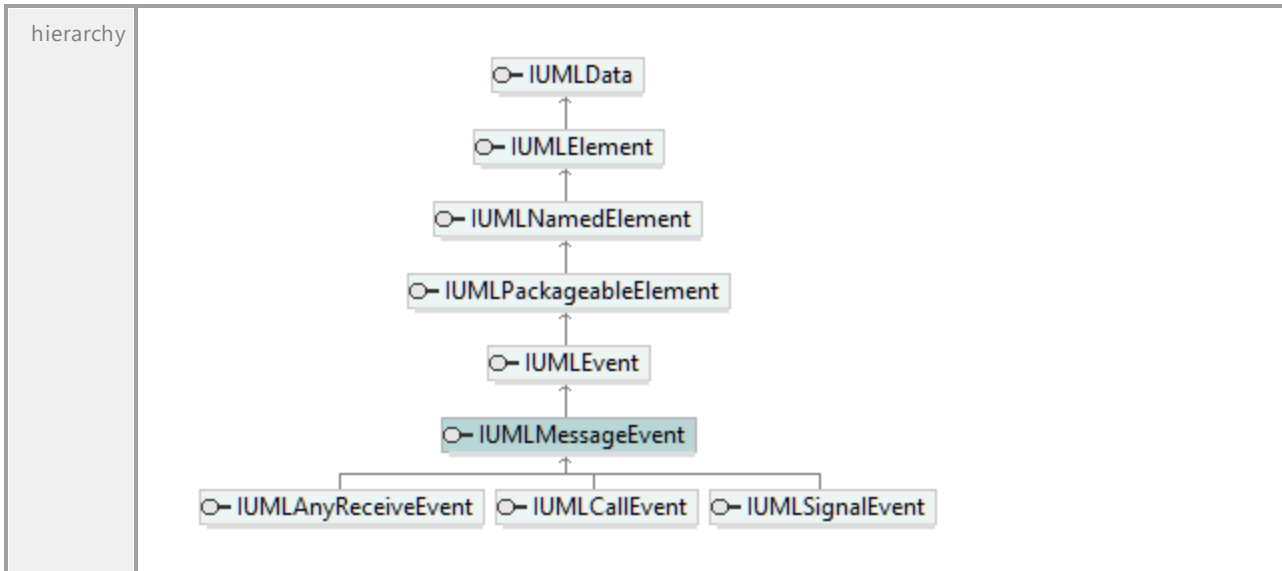 hierarchy
IUMLData
IUMLElement
IUMLNamedElement
IUMLPackageableElement
IUMLEvent
IUMLMessageEvent
IUMLAnyReceiveEvent IUMLCallEvent IUMLSignalEvent